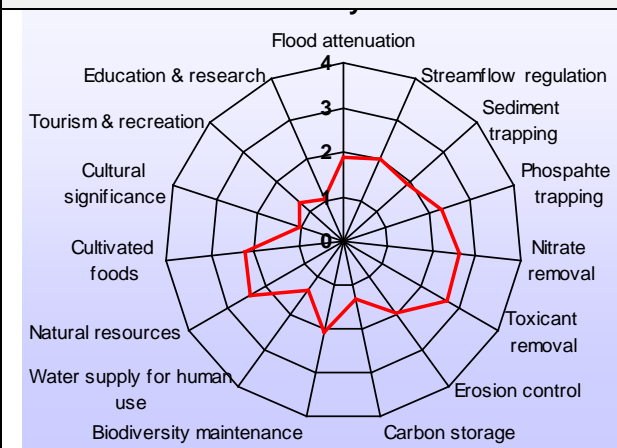 Flood attenuation
4
Education & research
Streamflow regulation
3
Sediment
trapping
Tourism & recreation
2
Cultural
significance
Phospahte
trapping
1
Cultivated
foods
0
Nitrate
removal
Natural resources
Toxicant
removal
Water supply for human
use
Erosion control
Biodiversity maintenance
Carbon storage